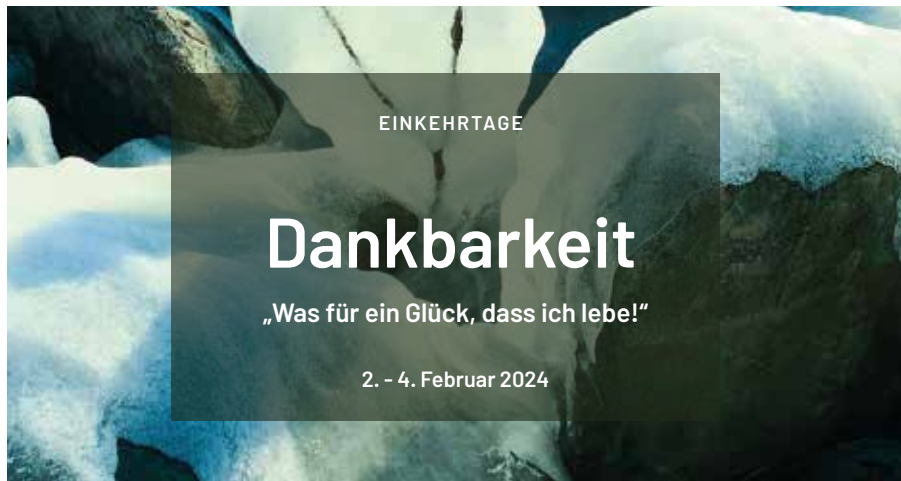 EINKEHRTAGE
Dankbarkeit
„Was für ein Glück, dass ich lebe!“
2. - 4. Februar 2024